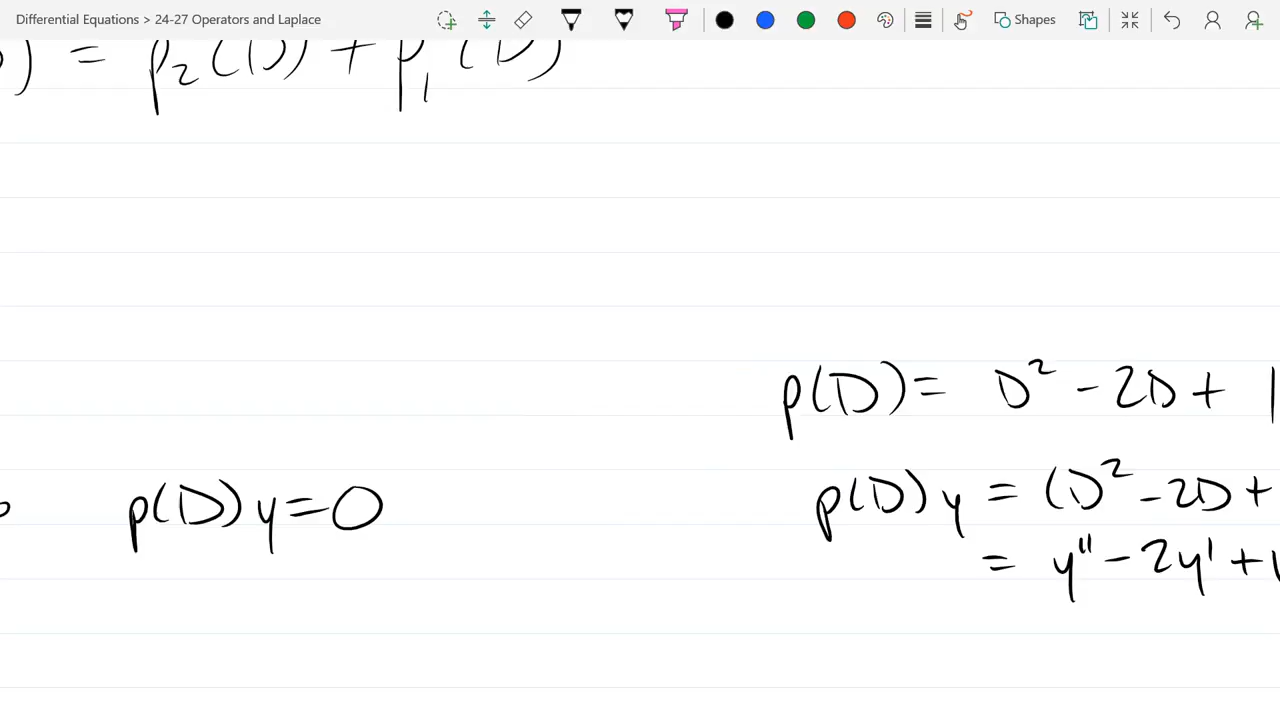 Differential Equations > 24-27 Operators and Laplace Shapes
) = p₂(D) + p₁(D)
p(D) = D² - 2D + 1
p(D)y = 0 p(D)y = (D² - 2D +
= y'' - 2y' +